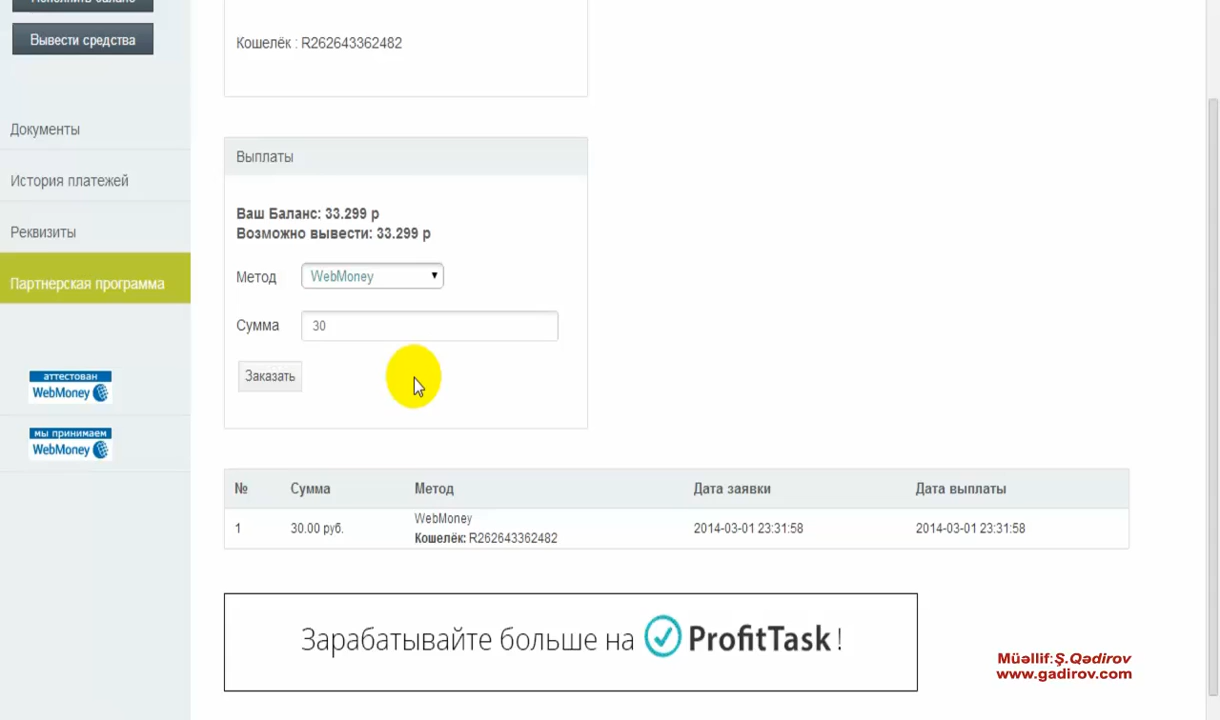 Пополнить баланс
Вывести средства
Кошелёк : R262643362482
Документы
История платежей
Реквизиты
Партнерская программа
аттестован
WebMoney
мы принимаем
WebMoney
Выплаты
Ваш Баланс: 33.299 р
Возможно вывести: 33.299 р
Метод WebMoney
Сумма 30
Заказать
№ Сумма Метод Дата заявки Дата выплаты
1 30.00 руб. WebMoney 2014-03-01 23:31:58 2014-03-01 23:31:58
Кошелёк: R262643362482
Зарабатывайте больше на ProfitTask !
Müəllif:Ş.Qədirov
www.gadirov.com